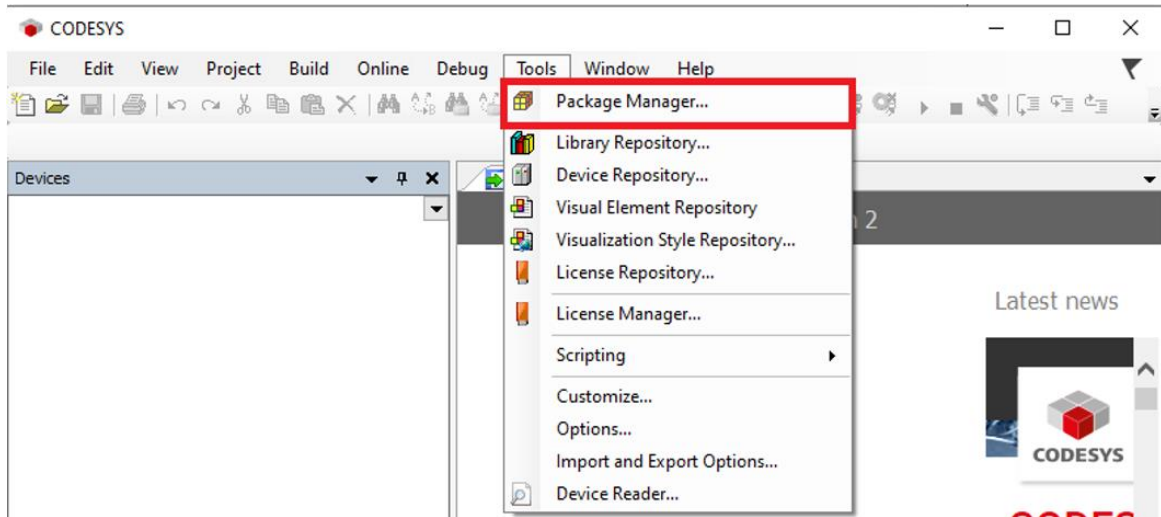 CODESYS
File Edit View Project Build Online Debug Tools Window Help
Package Manager...
Library Repository...
Devices
Device Repository...
Visual Element Repository
2
Visualization Style Repository...
License Repository...
Latest news
License Manager...
Scripting
Customize...
Options...
CODESYS
Import and Export Options...
Device Reader...